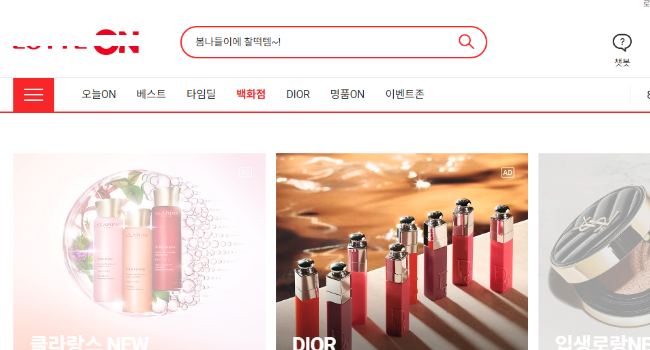 로
LOTTE ON
봄나들이에 찰떡템~!
챗봇
오늘ON 베스트 타임딜 백화점 DIOR 명품ON 이벤트존
AD AD
클라랑스 NEW DIOR 입생로랑NE